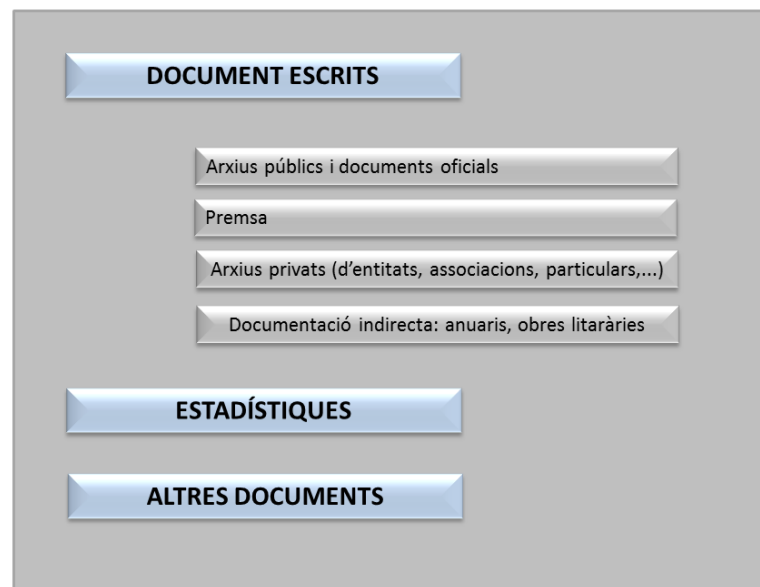 DOCUMENT ESCRITS
Arxius públics i documents oficials
Premsa
Arxius privats (d'entitats, associacions, particulars,...)
Documentació indirecta: anuaris, obres litaràries
ESTADÍSTIQUES
ALTRES DOCUMENTS